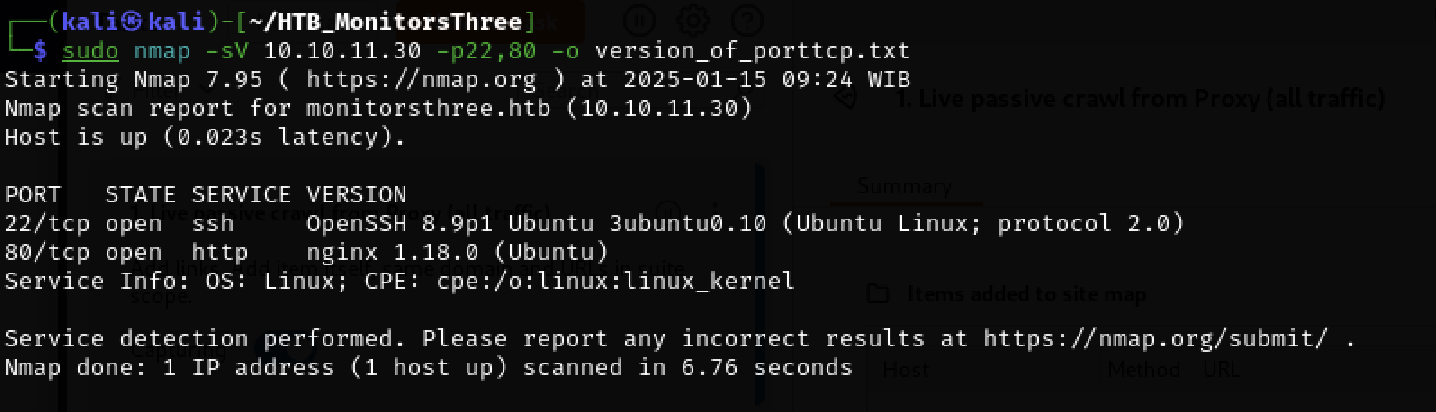 ┌──(kali㉿kali)-[~/HTB_MonitorsThree]
└─$ sudo nmap -sV 10.10.11.30 -p22,80 -o version_of_porttcp.txt
Starting Nmap 7.95 ( https://nmap.org ) at 2025-01-15 09:24 WIB
Nmap scan report for monitorsthree.htb (10.10.11.30)
1. Live passive crawl from Proxy (all traffic)
Host is up (0.023s latency).
Summary
PORT   STATE SERVICE VERSION
22/tcp open  ssh     OpenSSH 8.9p1 Ubuntu 3ubuntu0.10 (Ubuntu Linux; protocol 2.0)
80/tcp open  http    nginx 1.18.0 (Ubuntu)
Service Info: OS: Linux; CPE: cpe:/o:linux:linux_kernel
scope.
Items added to site map
Service detection performed. Please report any incorrect results at https://nmap.org/submit/ .
Capturing
Nmap done: 1 IP address (1 host up) scanned in 6.76 seconds
Host Method URL